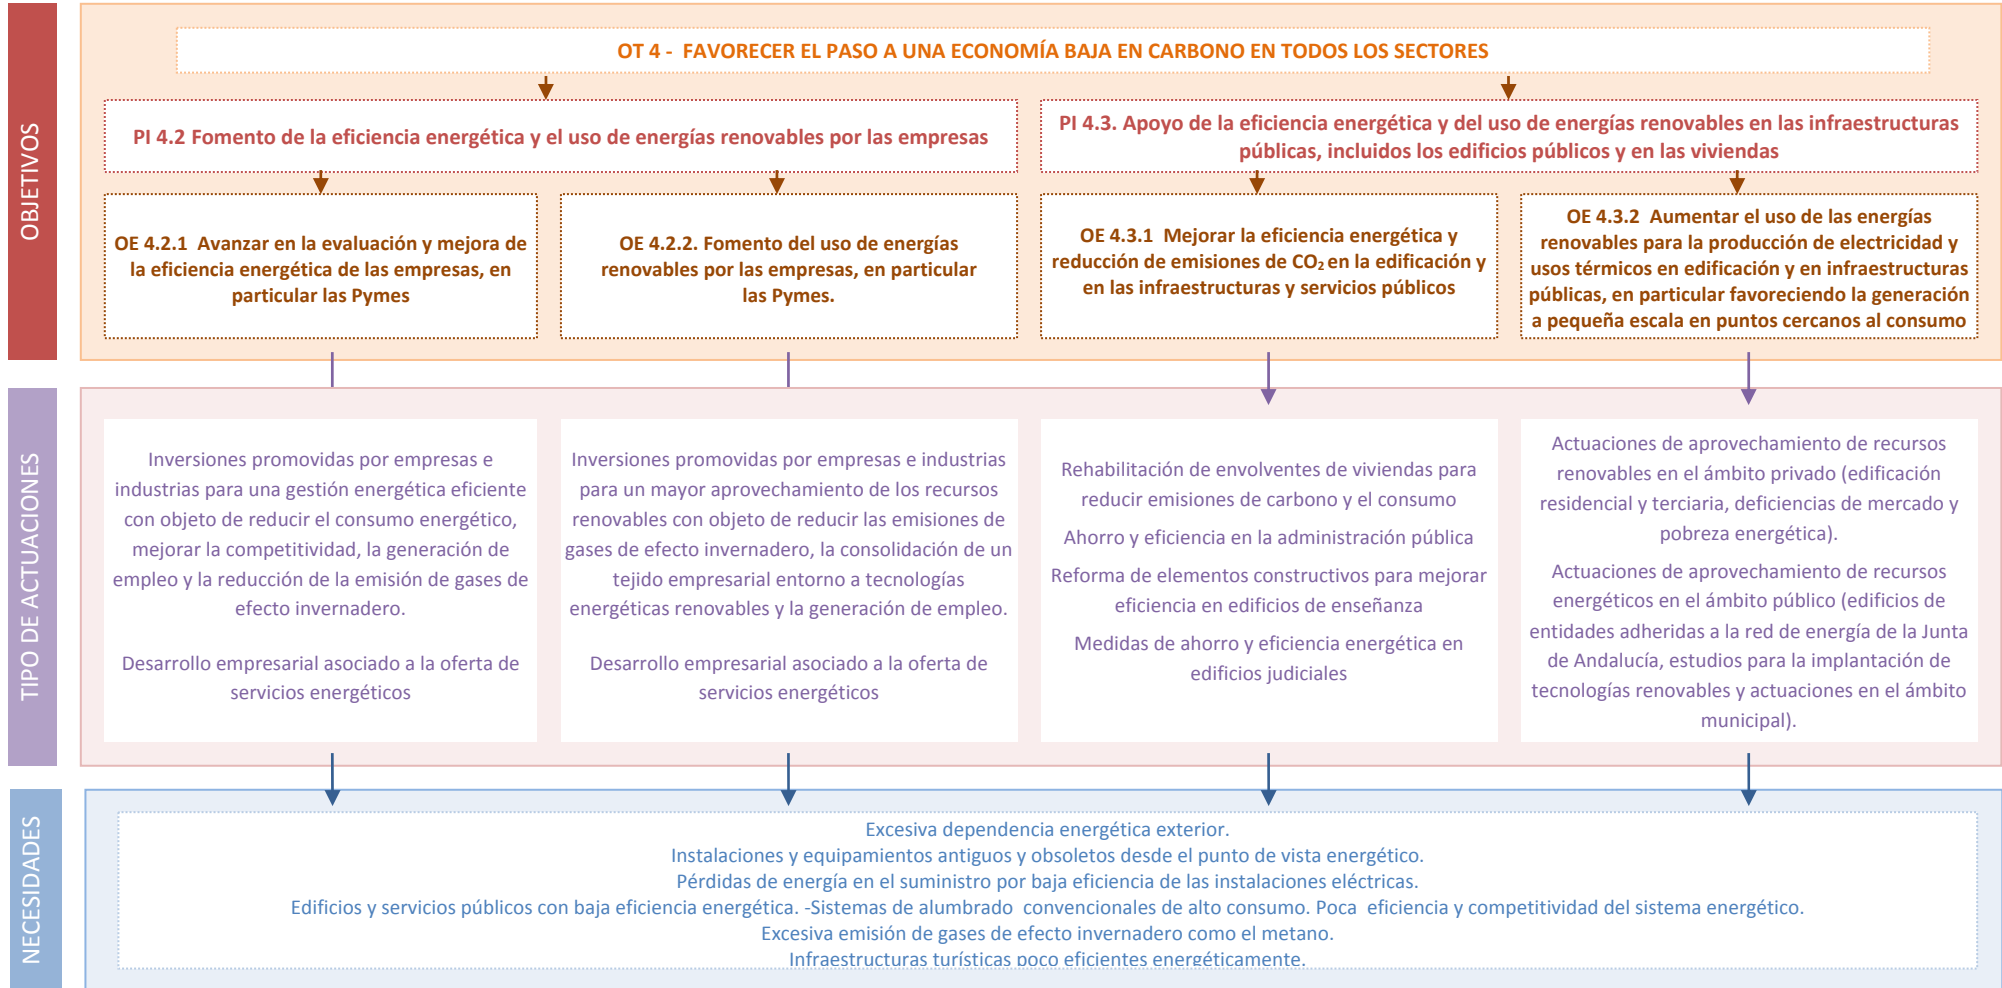 OBJETIVOS
OT 4 - FAVORECER EL PASO A UNA ECONOMÍA BAJA EN CARBONO EN TODOS LOS SECTORES
PI 4.2 Fomento de la eficiencia energética y el uso de energías renovables por las empresas
PI 4.3. Apoyo de la eficiencia energética y del uso de energías renovables en las infraestructuras
públicas, incluidos los edificios públicos y en las viviendas
OE 4.2.1 Avanzar en la evaluación y mejora de
la eficiencia energética de las empresas, en
particular las Pymes
OE 4.2.2. Fomento del uso de energías
renovables por las empresas, en particular
las Pymes.
OE 4.3.1 Mejorar la eficiencia energética y
reducción de emisiones de CO₂ en la edificación y
en las infraestructuras y servicios públicos
OE 4.3.2 Aumentar el uso de las energías
renovables para la producción de electricidad y
usos térmicos en edificación y en infraestructuras
públicas, en particular favoreciendo la generación
a pequeña escala en puntos cercanos al consumo
TIPO DE ACTUACIONES
Inversiones promovidas por empresas e
industrias para una gestión energética eficiente
con objeto de reducir el consumo energético,
mejorar la competitividad, la generación de
empleo y la reducción de la emisión de gases de
efecto invernadero.
Desarrollo empresarial asociado a la oferta de
servicios energéticos
Inversiones promovidas por empresas e industrias
para un mayor aprovechamiento de los recursos
renovables con objeto de reducir las emisiones de
gases de efecto invernadero, la consolidación de un
tejido empresarial entorno a tecnologías
energéticas renovables y la generación de empleo.
Desarrollo empresarial asociado a la oferta de
servicios energéticos
Rehabilitación de envolventes de viviendas para
reducir emisiones de carbono y el consumo
Ahorro y eficiencia en la administración pública
Reforma de elementos constructivos para mejorar
eficiencia en edificios de enseñanza
Medidas de ahorro y eficiencia energética en
edificios judiciales
Actuaciones de aprovechamiento de recursos
renovables en el ámbito privado (edificación
residencial y terciaria, deficiencias de mercado y
pobreza energética).
Actuaciones de aprovechamiento de recursos
energéticos en el ámbito público (edificios de
entidades adheridas a la red de energía de la Junta
de Andalucía, estudios para la implantación de
tecnologías renovables y actuaciones en el ámbito
municipal).
NECESIDADES
Excesiva dependencia energética exterior.
Instalaciones y equipamientos antiguos y obsoletos desde el punto de vista energético.
Pérdidas de energía en el suministro por baja eficiencia de las instalaciones eléctricas.
Edificios y servicios públicos con baja eficiencia energética. -Sistemas de alumbrado convencionales de alto consumo. Poca eficiencia y competitividad del sistema energético.
Excesiva emisión de gases de efecto invernadero como el metano.
Infraestructuras turísticas poco eficientes energéticamente.